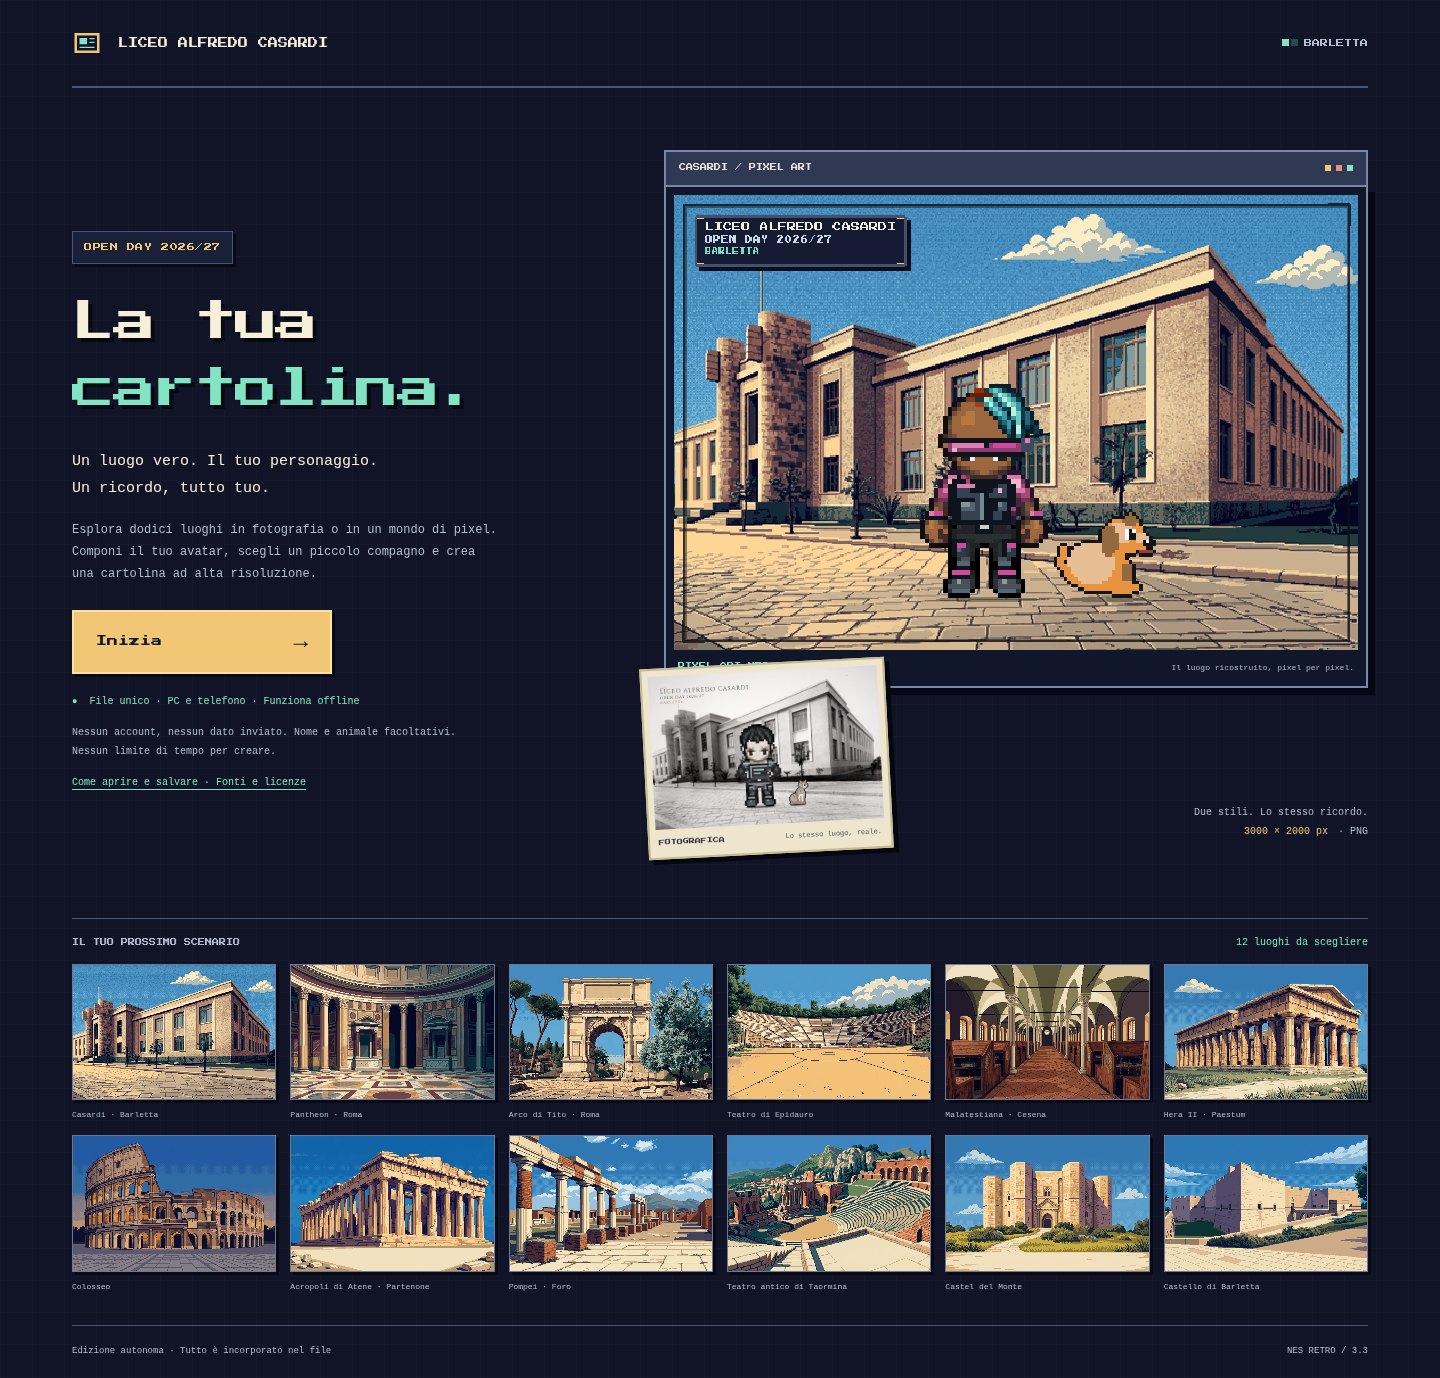 LICEO ALFREDO CASARDI
BARLETTA
OPEN DAY 2026/27
La tua
cartolina.
Un luogo vero. Il tuo personaggio.
Un ricordo, tutto tuo.
Esplora dodici luoghi in fotografia o in un mondo di pixel.
Componi il tuo avatar, scegli un piccolo compagno e crea
una cartolina ad alta risoluzione.
Inizia →
● File unico · PC e telefono · Funziona offline
Nessun account, nessun dato inviato. Nome e animale facoltativi.
Nessun limite di tempo per creare.
Come aprire e salvare · Fonti e licenze
CASARDI / PIXEL ART
LICEO ALFREDO CASARDI
OPEN DAY 2026/27
BARLETTA
PIXEL ART
Il luogo ricostruito, pixel per pixel.
LICEO ALFREDO CASARDI
OPEN DAY 2026/27
BARLETTA
FOTOGRAFICA
Lo stesso luogo, reale.
Due stili. Lo stesso ricordo.
3000 × 2000 px · PNG
IL TUO PROSSIMO SCENARIO
12 luoghi da scegliere
Casardi · Barletta
Pantheon · Roma
Arco di Tito · Roma
Teatro di Epidauro
Malatestiana · Cesena
Hera II · Paestum
Colosseo
Acropoli di Atene · Partenone
Pompei · Foro
Teatro antico di Taormina
Castel del Monte
Castello di Barletta
Edizione autonoma · Tutto è incorporato nel file
NES RETRO / 3.3